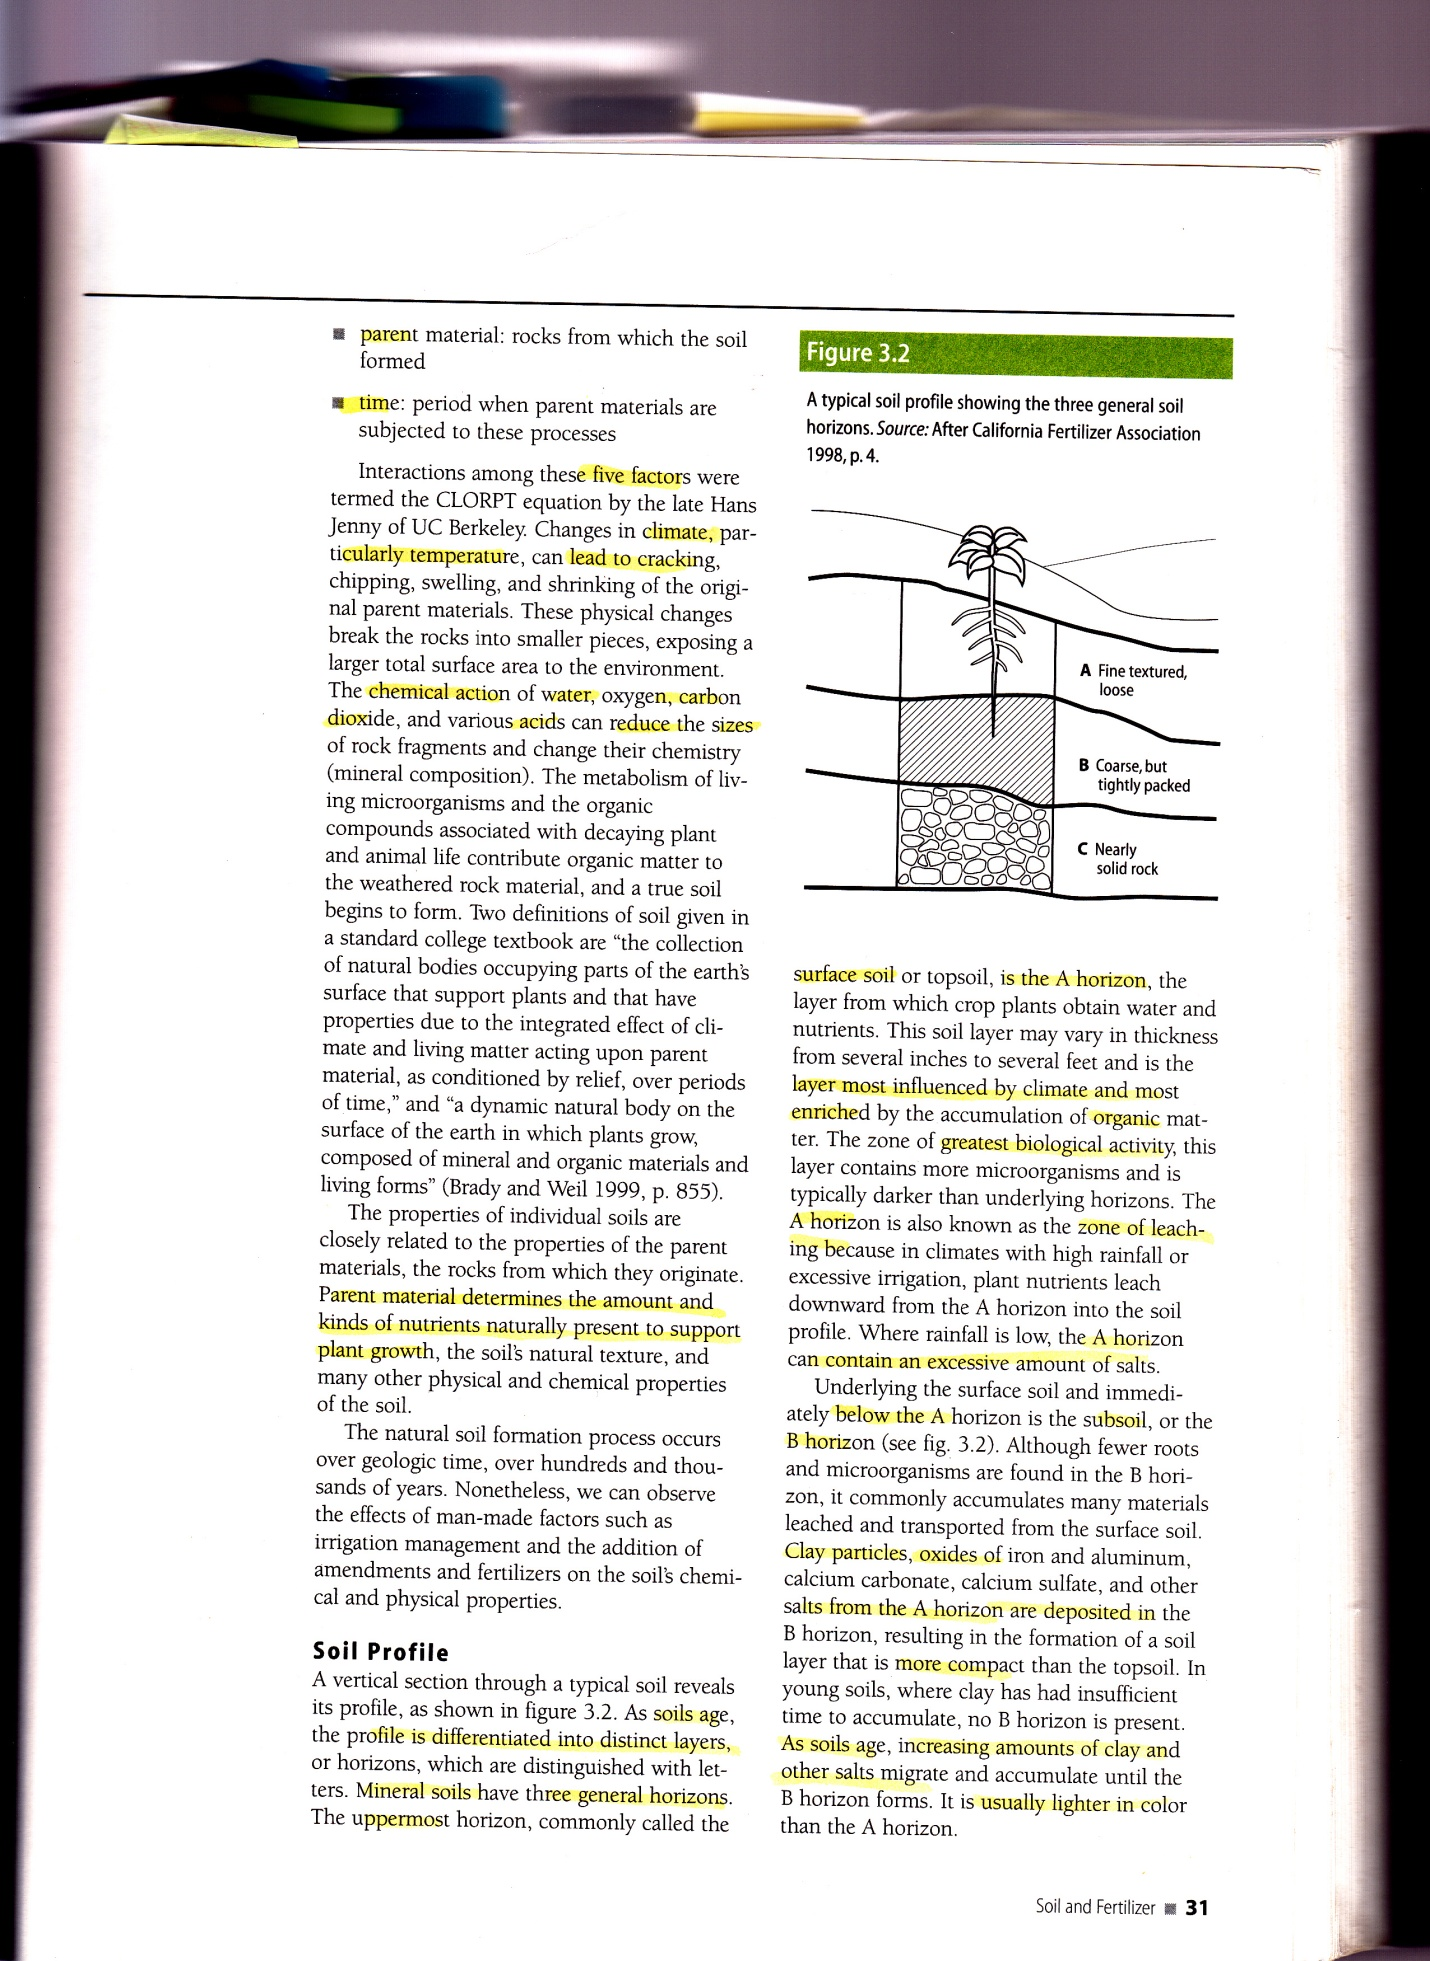 parent material: rocks from which the soil
formed
time: period when parent materials are
subjected to these processes
Interactions among these five factors were
termed the CLORPT equation by the late Hans
Jenny of UC Berkeley. Changes in climate, par-
ticularly temperature, can lead to cracking,
chipping, swelling, and shrinking of the origi-
nal parent materials. These physical changes
break the rocks into smaller pieces, exposing a
larger total surface area to the environment.
The chemical action of water, oxygen, carbon
dioxide, and various acids can reduce the sizes
of rock fragments and change their chemistry
(mineral composition). The metabolism of liv-
ing microorganisms and the organic
compounds associated with decaying plant
and animal life contribute organic matter to
the weathered rock material, and a true soil
begins to form. Two definitions of soil given in
a standard college textbook are “the collection
of natural bodies occupying parts of the earth's
surface that support plants and that have
properties due to the integrated effect of cli-
mate and living matter acting upon parent
material, as conditioned by relief, over periods
of time,” and “a dynamic natural body on the
surface of the earth in which plants grow,
composed of mineral and organic materials and
living forms” (Brady and Weil 1999, p. 855).
The properties of individual soils are
closely related to the properties of the parent
materials, the rocks from which they originate.
Parent material determines the amount and
kinds of nutrients naturally present to support
plant growth, the soil's natural texture, and
many other physical and chemical properties
of the soil.
The natural soil formation process occurs
over geologic time, over hundreds and thou-
sands of years. Nonetheless, we can observe
the effects of man-made factors such as
irrigation management and the addition of
amendments and fertilizers on the soil's chemi-
cal and physical properties.
Soil Profile
A vertical section through a typical soil reveals
its profile, as shown in figure 3.2. As soils age,
the profile is differentiated into distinct layers,
or horizons, which are distinguished with let-
ters. Mineral soils have three general horizons.
The uppermost horizon, commonly called the
Figure 3.2
A typical soil profile showing the three general soil
horizons. Source: After California Fertilizer Association
1998, p. 4.
A Fine textured,
loose
B Coarse, but
tightly packed
C Nearly
solid rock
surface soil or topsoil, is the A horizon, the
layer from which crop plants obtain water and
nutrients. This soil layer may vary in thickness
from several inches to several feet and is the
layer most influenced by climate and most
enriched by the accumulation of organic mat-
ter. The zone of greatest biological activity, this
layer contains more microorganisms and is
typically darker than underlying horizons. The
A horizon is also known as the zone of leach-
ing because in climates with high rainfall or
excessive irrigation, plant nutrients leach
downward from the A horizon into the soil
profile. Where rainfall is low, the A horizon
can contain an excessive amount of salts.
Underlying the surface soil and immedi-
ately below the A horizon is the subsoil, or the
B horizon (see fig. 3.2). Although fewer roots
and microorganisms are found in the B hori-
zon, it commonly accumulates many materials
leached and transported from the surface soil.
Clay particles, oxides of iron and aluminum,
calcium carbonate, calcium sulfate, and other
salts from the A horizon are deposited in the
B horizon, resulting in the formation of a soil
layer that is more compact than the topsoil. In
young soils, where clay has had insufficient
time to accumulate, no B horizon is present.
As soils age, increasing amounts of clay and
other salts migrate and accumulate until the
B horizon forms. It is usually lighter in color
than the A horizon.
Soil and Fertilizer 31